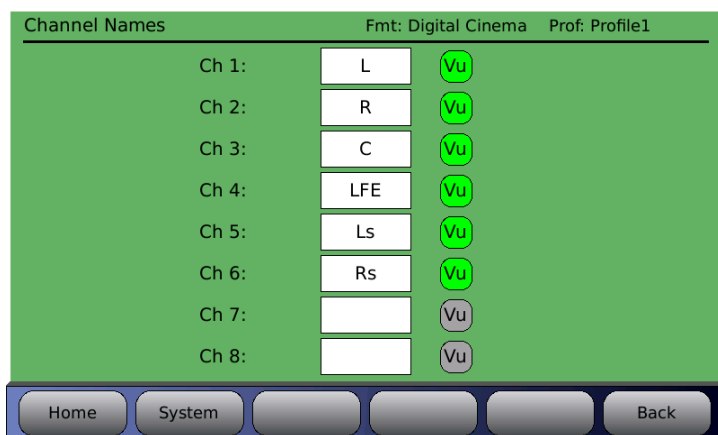 Channel Names Fmt: Digital Cinema Prof: Profile1
Ch 1: L Vu
Ch 2: R Vu
Ch 3: C Vu
Ch 4: LFE Vu
Ch 5: Ls Vu
Ch 6: Rs Vu
Ch 7: Vu
Ch 8: Vu
Home System Back